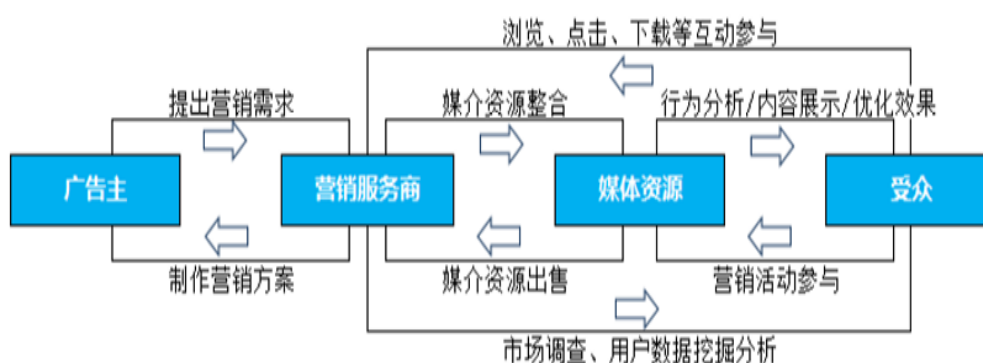 浏览、点击、下载等互动参与
提出营销需求
媒介资源整合
行为分析/内容展示/优化效果
广告主
营销服务商
媒体资源
受众
制作营销方案
媒介资源出售
营销活动参与
市场调查、用户数据挖掘分析